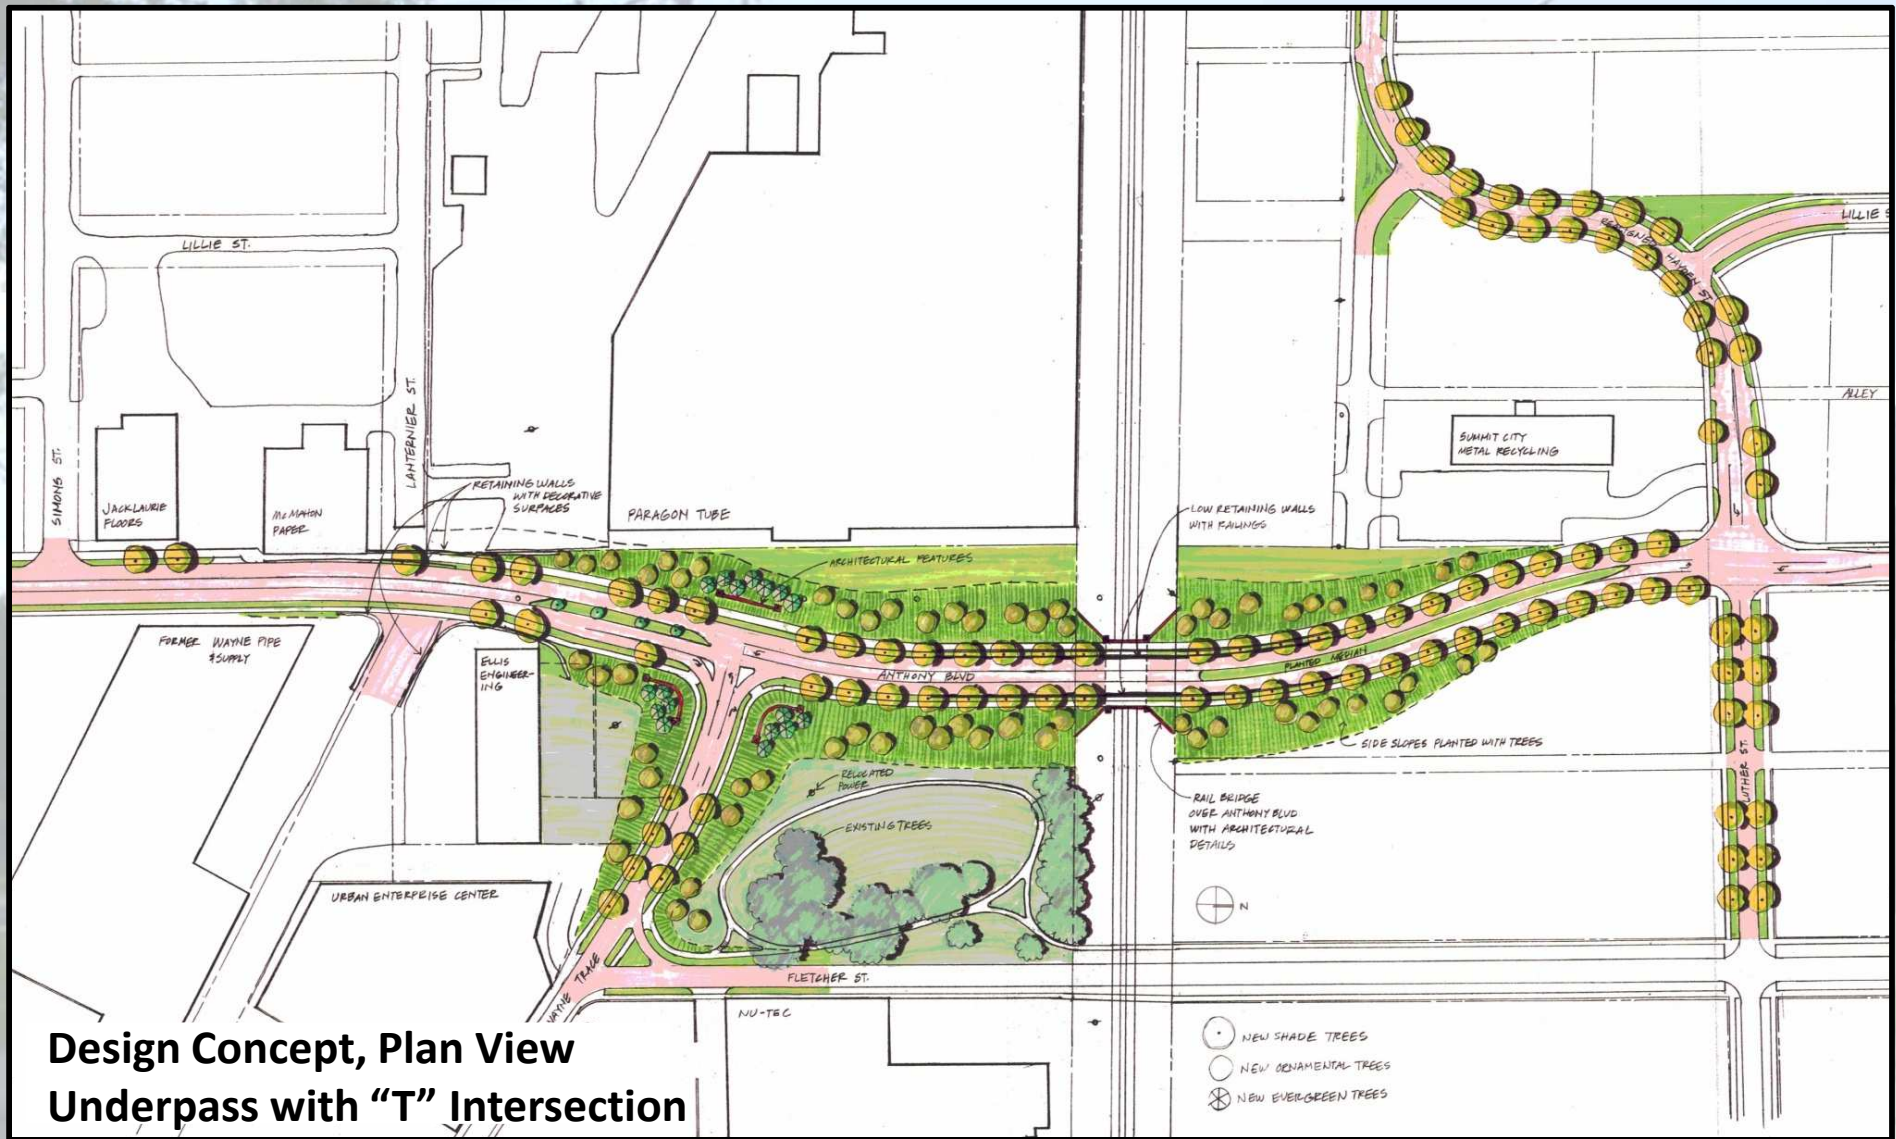 LILLIE ST.
SIMONS ST.
LANTERNIER ST.
JACK LAURIE
FLOORS
McMAHON
PAPER
RETAINING WALLS
WITH DECORATIVE
SURFACES
PARAGON TUBE
ARCHITECTURAL FEATURES
LOW RETAINING WALLS
WITH RAILINGS
SUMMIT CITY
METAL RECYCLING
REALIGNED
HAYDEN ST.
LILLIE S
ALLEY
FORMER WAYNE PIPE
& SUPPLY
ELLIS
ENGINEER-
ING
ANTHONY BLVD
PLANTED MEDIAN
SIDE SLOPES PLANTED WITH TREES
LUTHER ST.
RELOCATED
POWER
EXISTING TREES
RAIL BRIDGE
OVER ANTHONY BLVD
WITH ARCHITECTURAL
DETAILS
N
URBAN ENTERPRISE CENTER
WAYNE TRACE
FLETCHER ST.
NU-TEC
NEW SHADE TREES
NEW ORNAMENTAL TREES
NEW EVERGREEN TREES
Design Concept, Plan View
Underpass with “T” Intersection